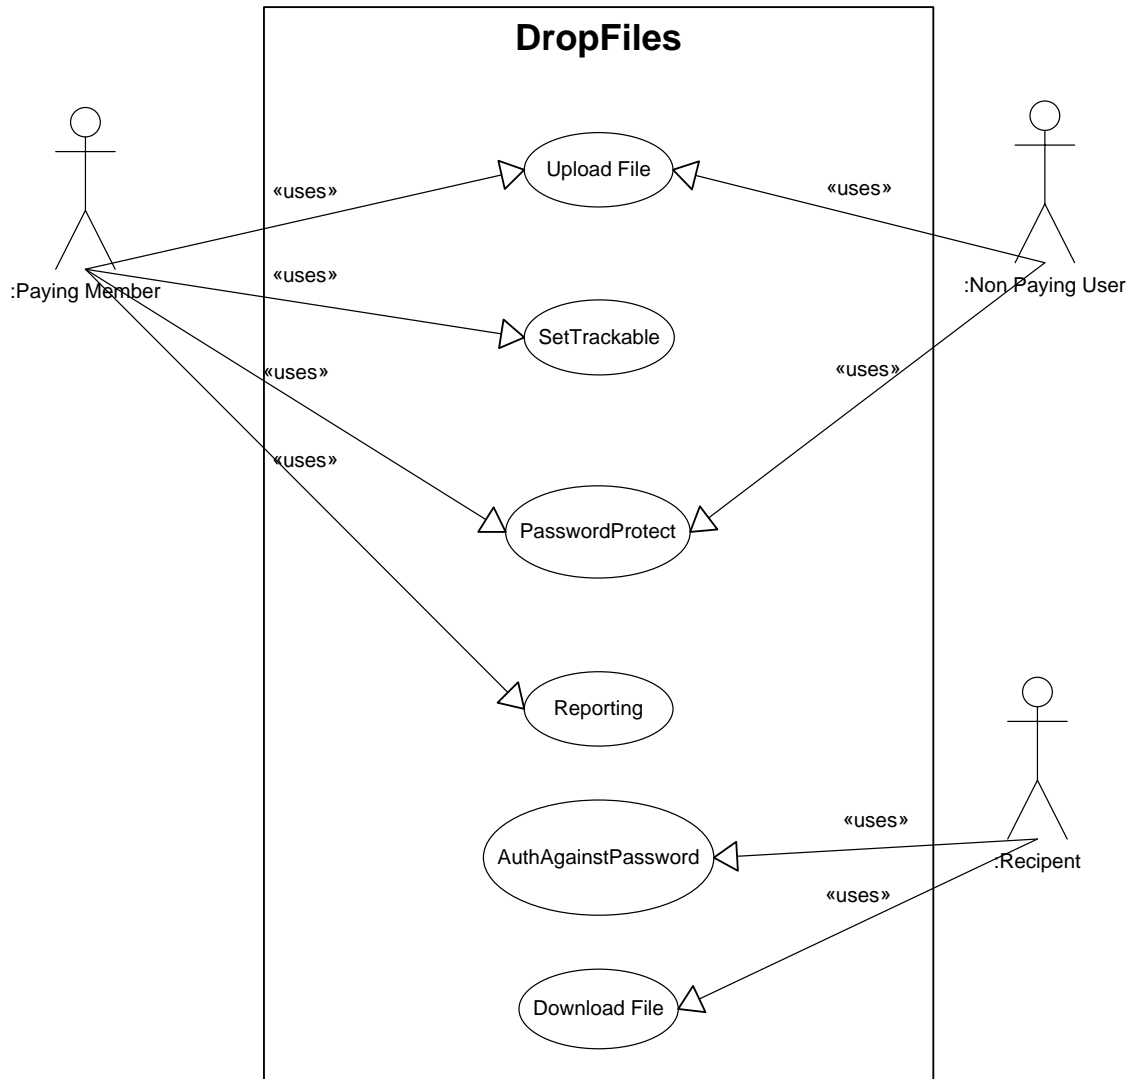 DropFiles
Upload File
«uses»
«uses»
«uses»
:Paying Member
:Non Paying User
SetTrackable
«uses»
«uses»
«uses»
PasswordProtect
Reporting
«uses»
AuthAgainstPassword
:Recipent
«uses»
Download File